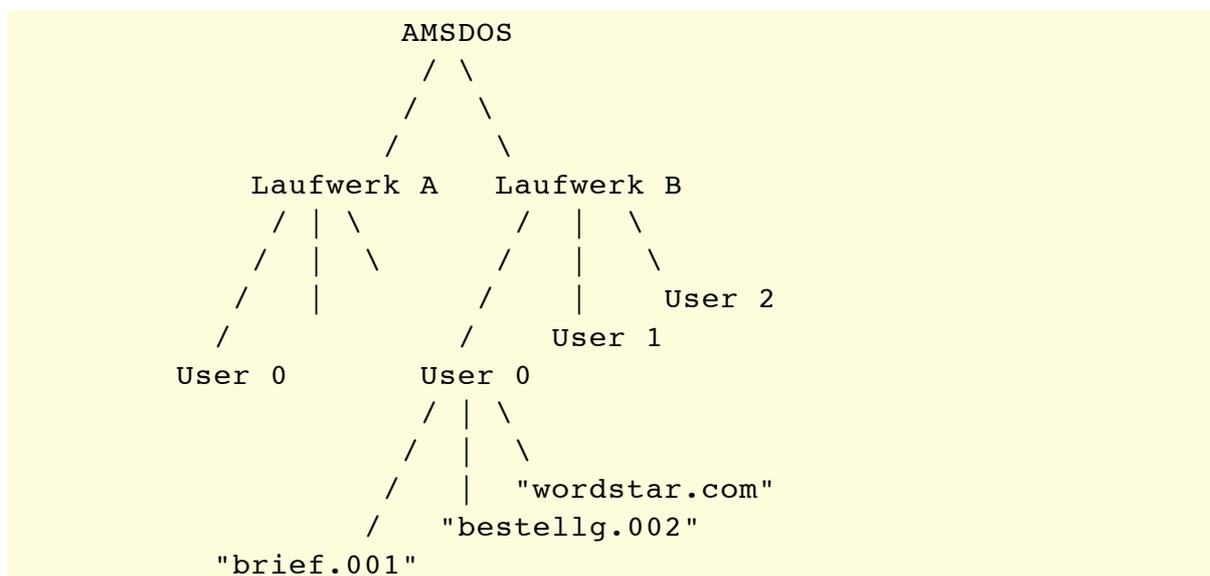 AMSDOS
/ \
/ \
/ \
Laufwerk A Laufwerk B
/ | \ / | \
/ | \ / | \
/ | / | User 2
/ / User 1
User 0 User 0
/ | \
/ | \
/ | "wordstar.com"
/ "bestellg.002"
"brief.001"